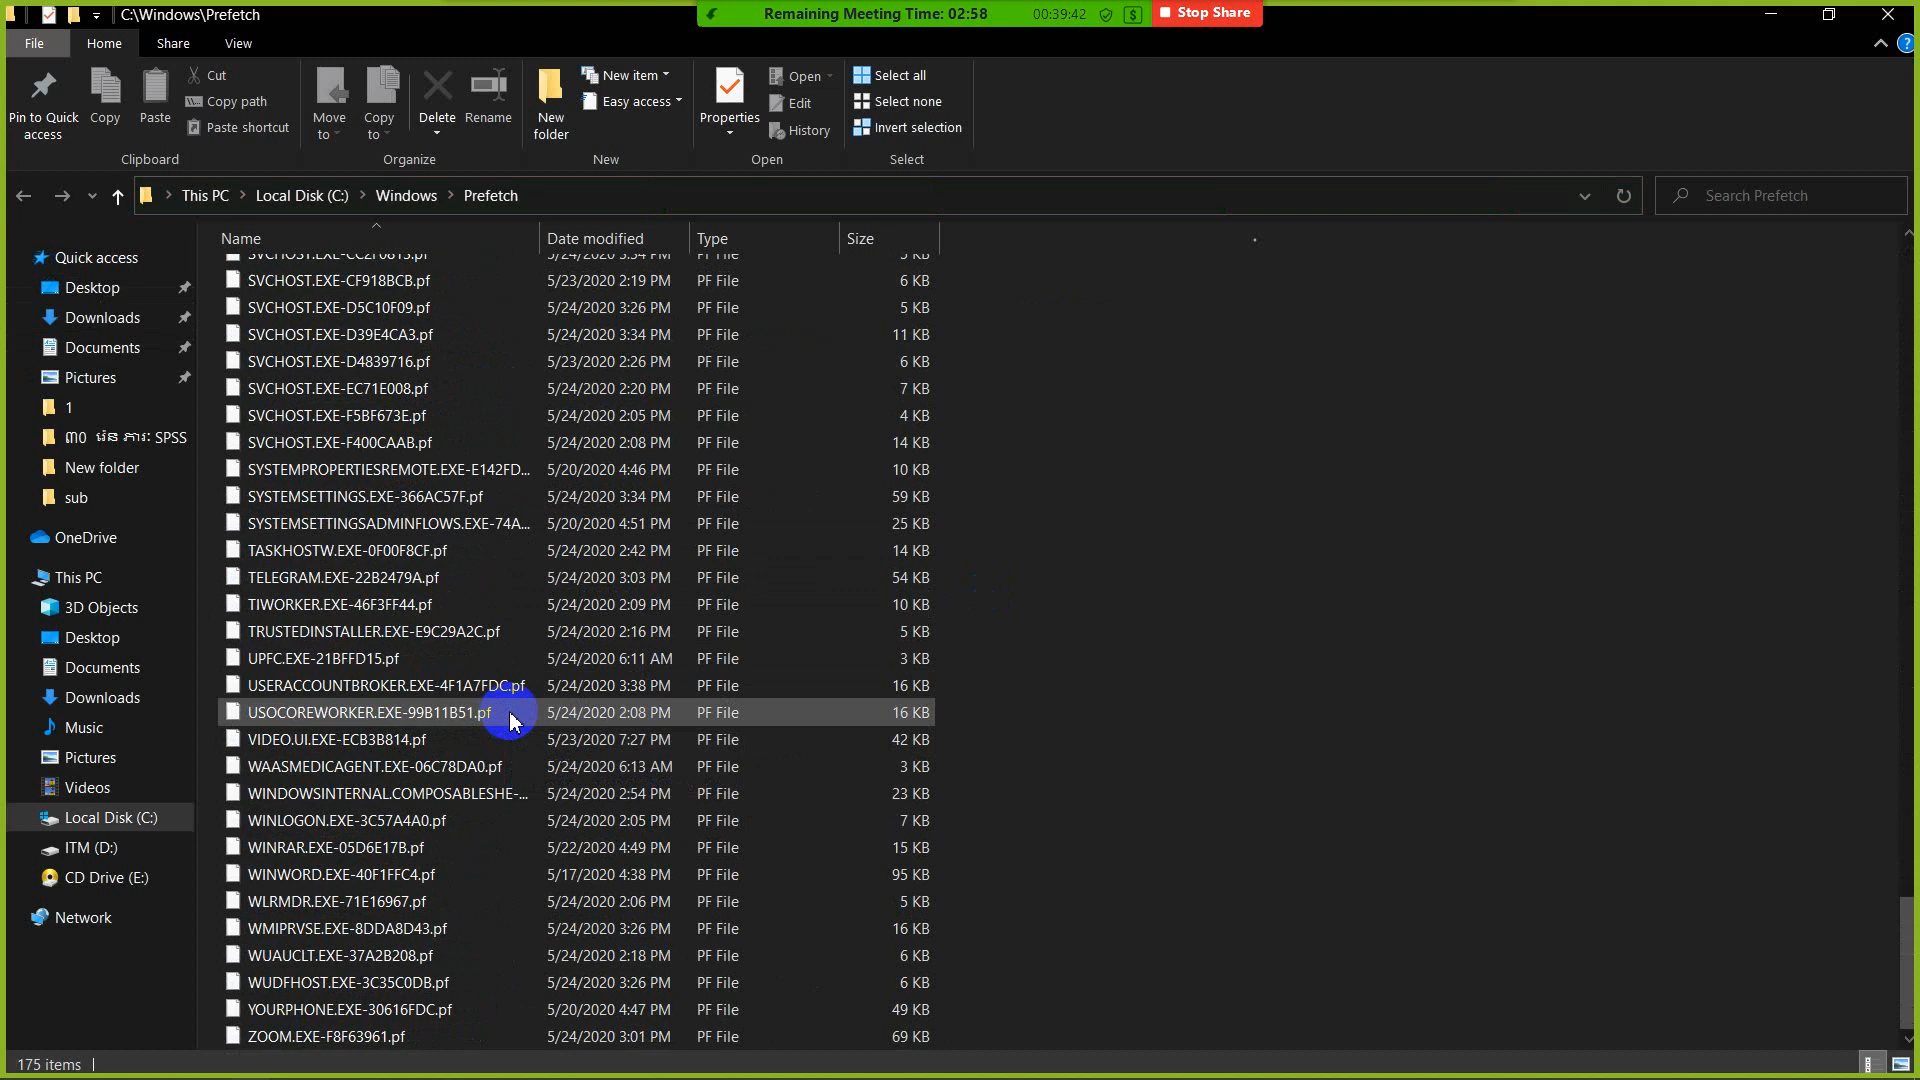 C:\Windows\Prefetch
Remaining Meeting Time: 02:58
00:39:42
Stop Share
File
Home
Share
View
Pin to Quick access
Copy
Paste
Cut
Copy path
Paste shortcut
Clipboard
Move to
Copy to
Delete
Rename
Organize
New folder
New item
Easy access
New
Properties
Open
Edit
History
Open
Select all
Select none
Invert selection
Select
This PC
Local Disk (C:)
Windows
Prefetch
Search Prefetch
Quick access
Desktop
Downloads
Documents
Pictures
1
SPSS
New folder
sub
OneDrive
This PC
3D Objects
Desktop
Documents
Downloads
Music
Pictures
Videos
Local Disk (C:)
ITM (D:)
CD Drive (E:)
Network
Name Date modified Type Size
SVCHOST.EXE-CF918BCB.pf 5/23/2020 2:19 PM PF File 6 KB
SVCHOST.EXE-D5C10F09.pf 5/24/2020 3:26 PM PF File 5 KB
SVCHOST.EXE-D39E4CA3.pf 5/24/2020 3:34 PM PF File 11 KB
SVCHOST.EXE-D4839716.pf 5/23/2020 2:26 PM PF File 6 KB
SVCHOST.EXE-EC71E008.pf 5/24/2020 2:20 PM PF File 7 KB
SVCHOST.EXE-F5BF673E.pf 5/24/2020 2:05 PM PF File 4 KB
SVCHOST.EXE-F400CAAB.pf 5/24/2020 2:08 PM PF File 14 KB
SYSTEMPROPERTIESREMOTE.EXE-E142FD... 5/20/2020 4:46 PM PF File 10 KB
SYSTEMSETTINGS.EXE-366AC57F.pf 5/24/2020 3:34 PM PF File 59 KB
SYSTEMSETTINGSADMINFLOWS.EXE-74A... 5/20/2020 4:51 PM PF File 25 KB
TASKHOSTW.EXE-0F00F8CF.pf 5/24/2020 2:42 PM PF File 14 KB
TELEGRAM.EXE-22B2479A.pf 5/24/2020 3:03 PM PF File 54 KB
TIWORKER.EXE-46F3FF44.pf 5/24/2020 2:09 PM PF File 10 KB
TRUSTEDINSTALLER.EXE-E9C29A2C.pf 5/24/2020 2:16 PM PF File 5 KB
UPFC.EXE-21BFFD15.pf 5/24/2020 6:11 AM PF File 3 KB
USERACCOUNTBROKER.EXE-4F1A7FDC.pf 5/24/2020 3:38 PM PF File 16 KB
USOCOREWORKER.EXE-99B11B51.pf 5/24/2020 2:08 PM PF File 16 KB
VIDEO.UI.EXE-ECB3B814.pf 5/23/2020 7:27 PM PF File 42 KB
WAASMEDICAGENT.EXE-06C78DA0.pf 5/24/2020 6:13 AM PF File 3 KB
WINDOWSINTERNAL.COMPOSABLESHE-... 5/24/2020 2:54 PM PF File 23 KB
WINLOGON.EXE-3C57A4A0.pf 5/24/2020 2:05 PM PF File 7 KB
WINRAR.EXE-05D6E17B.pf 5/22/2020 4:49 PM PF File 15 KB
WINWORD.EXE-40F1FFC4.pf 5/17/2020 4:38 PM PF File 95 KB
WLRMDR.EXE-71E16967.pf 5/24/2020 2:06 PM PF File 5 KB
WMIPRVSE.EXE-8DDA8D43.pf 5/24/2020 3:26 PM PF File 16 KB
WUAUCLT.EXE-37A2B208.pf 5/24/2020 2:18 PM PF File 6 KB
WUDFHOST.EXE-3C35C0DB.pf 5/24/2020 3:26 PM PF File 6 KB
YOURPHONE.EXE-30616FDC.pf 5/20/2020 4:47 PM PF File 49 KB
ZOOM.EXE-F8F63961.pf 5/24/2020 3:01 PM PF File 69 KB
175 items